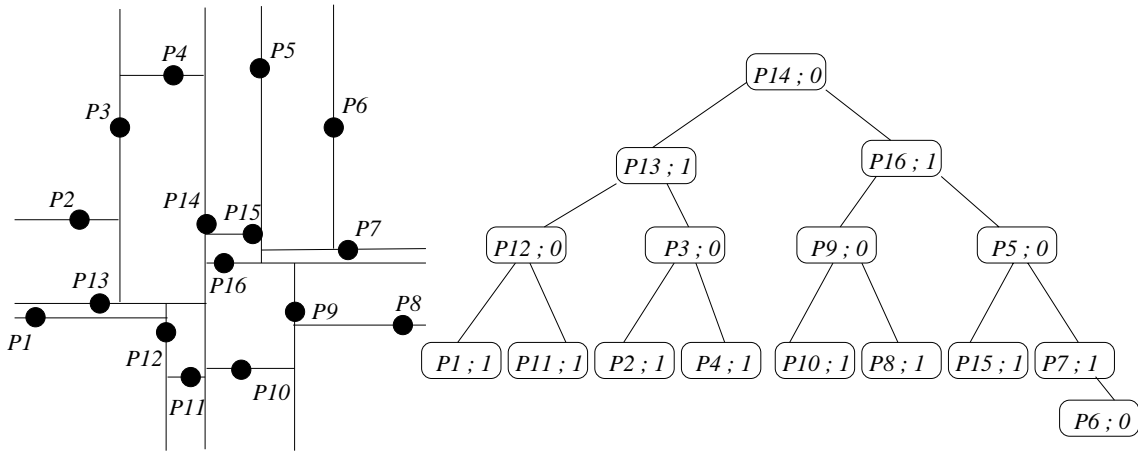 P4
P5
P3
P6
P2
P14
P15
P7
P13
P16
P9
P8
P1
P12
P10
P11
P14 ; 0
P13 ; 1
P16 ; 1
P12 ; 0
P3 ; 0
P9 ; 0
P5 ; 0
P1 ; 1
P11 ; 1
P2 ; 1
P4 ; 1
P10 ; 1
P8 ; 1
P15 ; 1
P7 ; 1
P6 ; 0